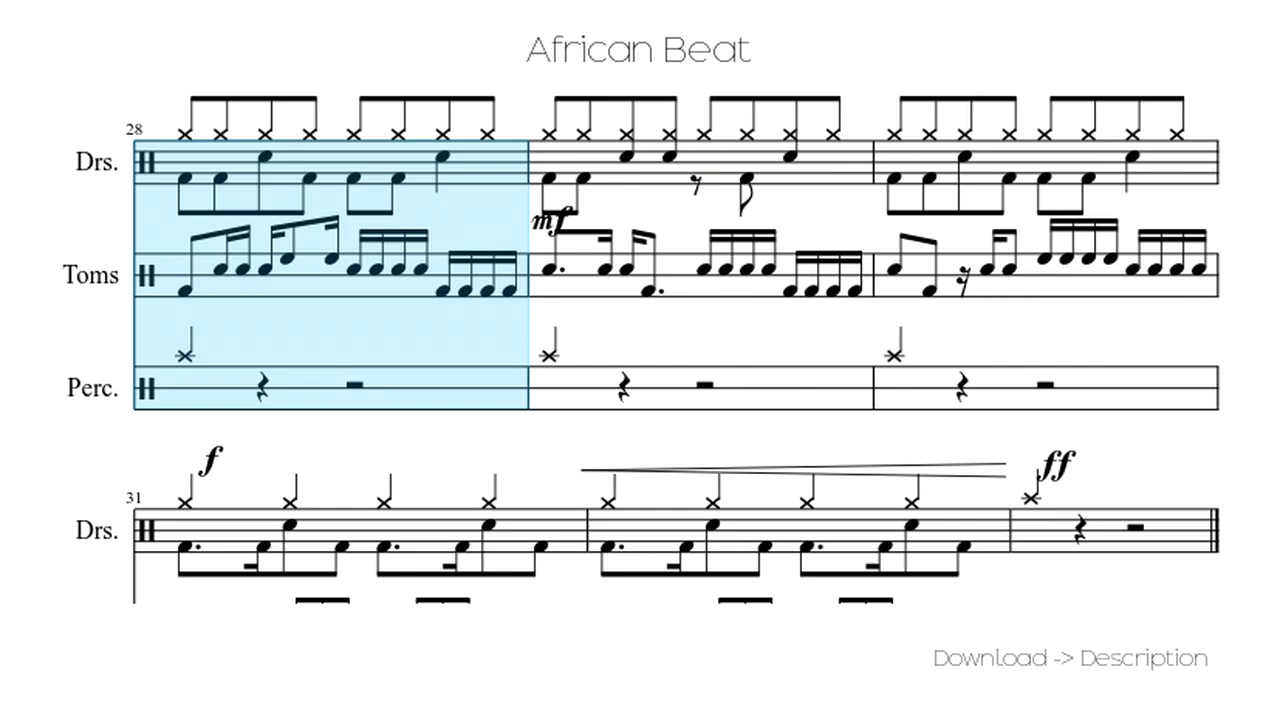 African Beat
28
Drs.
mf
Toms
Perc.
f
ff
31
Drs.
Download -> Description